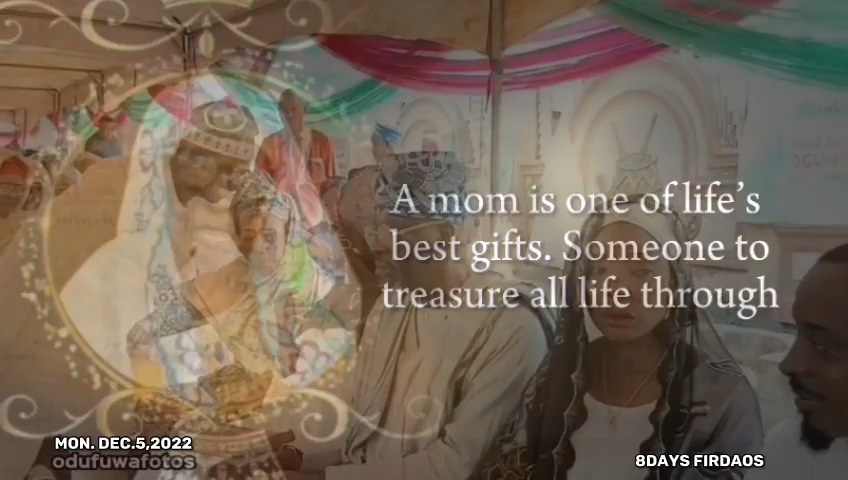 A mom is one of life's
best gifts. Someone to
treasure all life through
MON. DEC.5,2022
odufuwafotos
8DAYS FIRDAOS